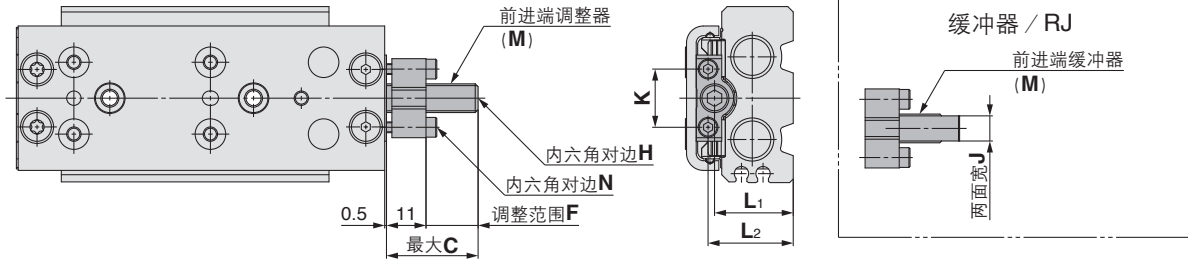 前进端调整器
(M)
内六角对边H
内六角对边N
0.5
11
调整范围F
最大C
K
L1
L2
缓冲器 / RJ
前进端缓冲器
(M)
两面宽J